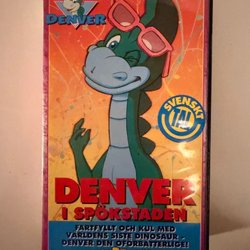 DENVER
SVENSKT
TAL
DENVER
I SPÖKSTADEN
FARTFYLLT OCH KUL MED
VÄRLDENS SISTE DINOSAUR -
DENVER DEN OFÖRBÄTTERLIGE!